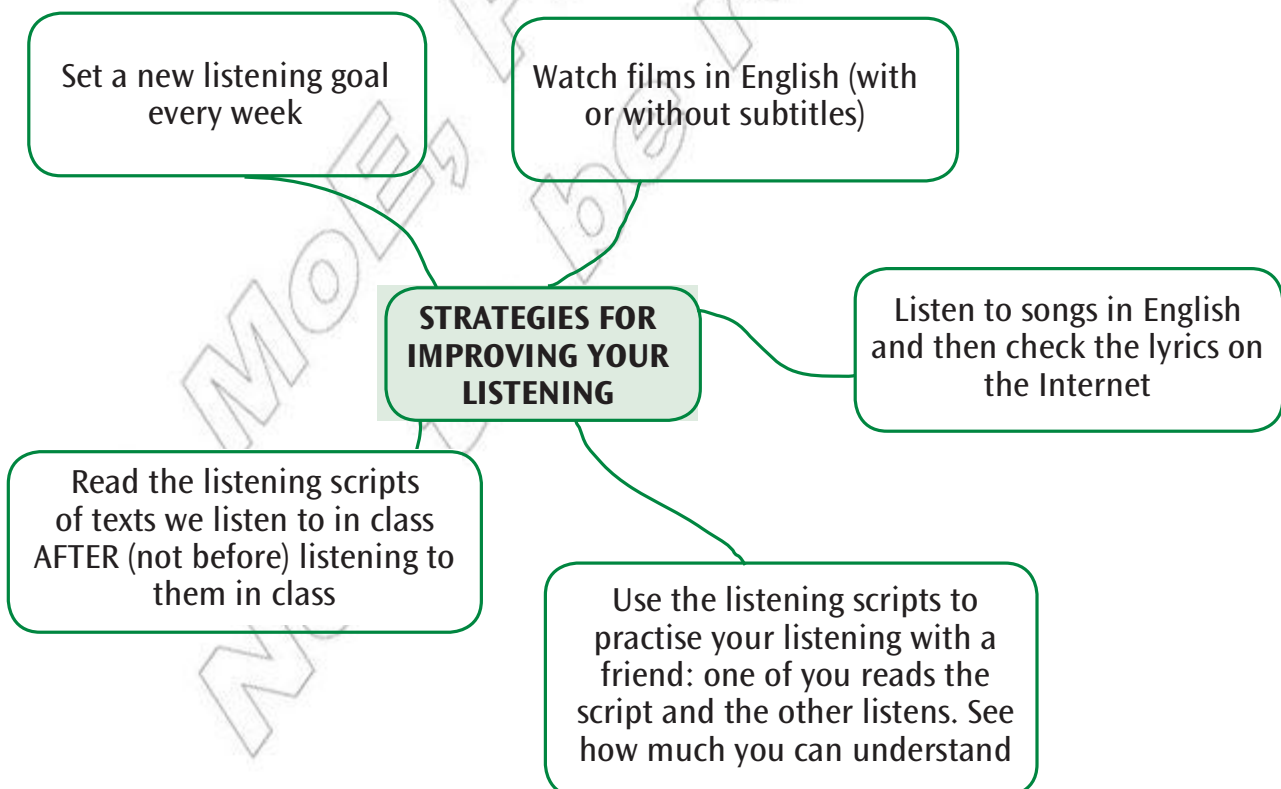 Set a new listening goal
every week
Watch films in English (with
or without subtitles)
STRATEGIES FOR
IMPROVING YOUR
LISTENING
Listen to songs in English
and then check the lyrics on
the Internet
Read the listening scripts
of texts we listen to in class
AFTER (not before) listening to
them in class
Use the listening scripts to
practise your listening with a
friend: one of you reads the
script and the other listens. See
how much you can understand
MoE,
be